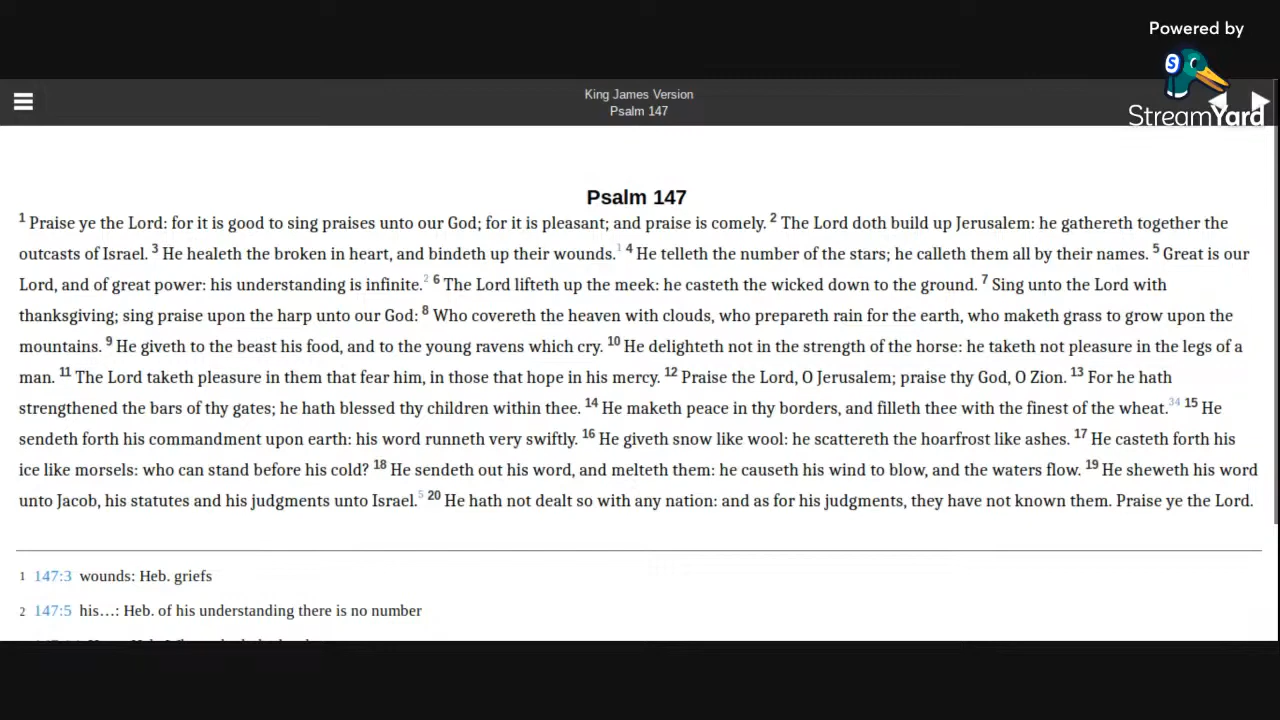 Powered by
StreamYard
King James Version
Psalm 147
Psalm 147
1 Praise ye the Lord: for it is good to sing praises unto our God; for it is pleasant; and praise is comely. 2 The Lord doth build up Jerusalem: he gathereth together the
outcasts of Israel. 3 He healeth the broken in heart, and bindeth up their wounds.1 4 He telleth the number of the stars; he calleth them all by their names. 5 Great is our
Lord, and of great power: his understanding is infinite.2 6 The Lord lifteth up the meek: he casteth the wicked down to the ground. 7 Sing unto the Lord with
thanksgiving; sing praise upon the harp unto our God: 8 Who covereth the heaven with clouds, who prepareth rain for the earth, who maketh grass to grow upon the
mountains. 9 He giveth to the beast his food, and to the young ravens which cry. 10 He delighteth not in the strength of the horse: he taketh not pleasure in the legs of a
man. 11 The Lord taketh pleasure in them that fear him, in those that hope in his mercy. 12 Praise the Lord, O Jerusalem; praise thy God, O Zion. 13 For he hath
strengthened the bars of thy gates; he hath blessed thy children within thee. 14 He maketh peace in thy borders, and filleth thee with the finest of the wheat.34 15 He
sendeth forth his commandment upon earth: his word runneth very swiftly. 16 He giveth snow like wool: he scattereth the hoarfrost like ashes. 17 He casteth forth his
ice like morsels: who can stand before his cold? 18 He sendeth out his word, and melteth them: he causeth his wind to blow, and the waters flow. 19 He sheweth his word
unto Jacob, his statutes and his judgments unto Israel.5 20 He hath not dealt so with any nation: and as for his judgments, they have not known them. Praise ye the Lord.
1 147:3 wounds: Heb. griefs
2 147:5 his…: Heb. of his understanding there is no number